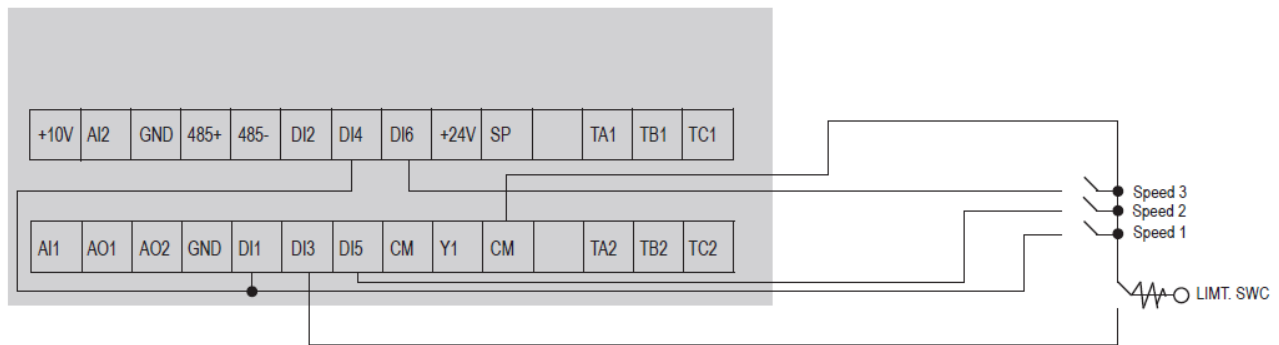 +10V AI2 GND 485+ 485- DI2 DI4 DI6 +24V SP TA1 TB1 TC1
Speed 3
Speed 2
Speed 1
AI1 AO1 AO2 GND DI1 DI3 DI5 CM Y1 CM TA2 TB2 TC2
LIMT. SWC